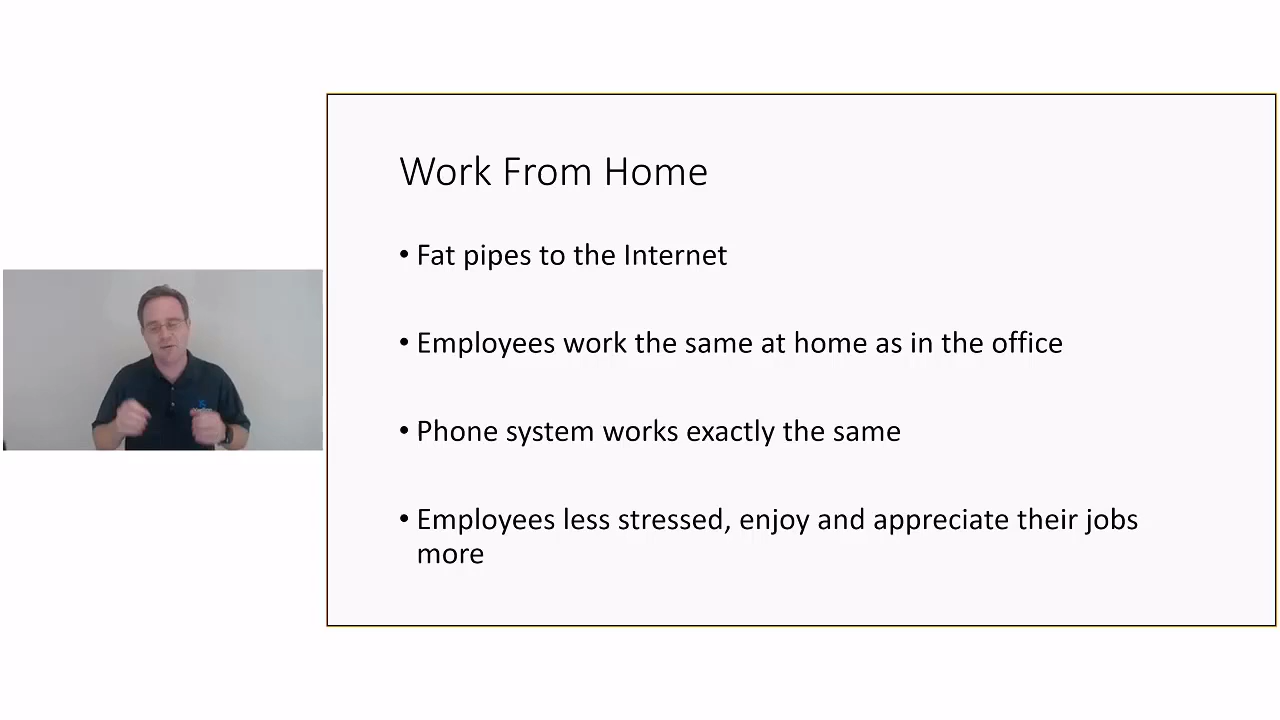 Work From Home
• Fat pipes to the Internet
• Employees work the same at home as in the office
• Phone system works exactly the same
• Employees less stressed, enjoy and appreciate their jobs
more